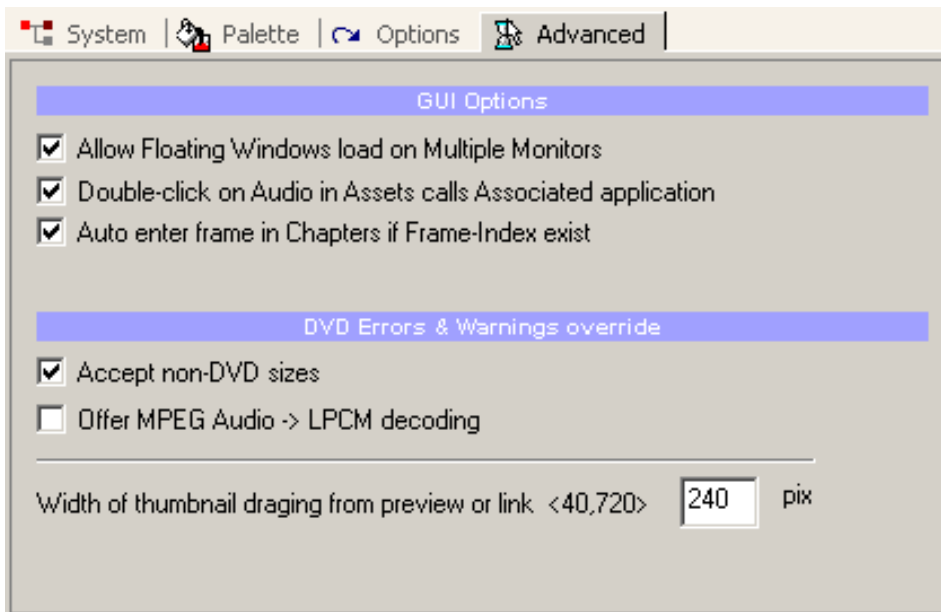 System Palette Options Advanced
GUI Options
Allow Floating Windows load on Multiple Monitors
Double-click on Audio in Assets calls Associated application
Auto enter frame in Chapters if Frame-Index exist
DVD Errors & Warnings override
Accept non-DVD sizes
Offer MPEG Audio -> LPCM decoding
Width of thumbnail draging from preview or link <40,720> 240 pix